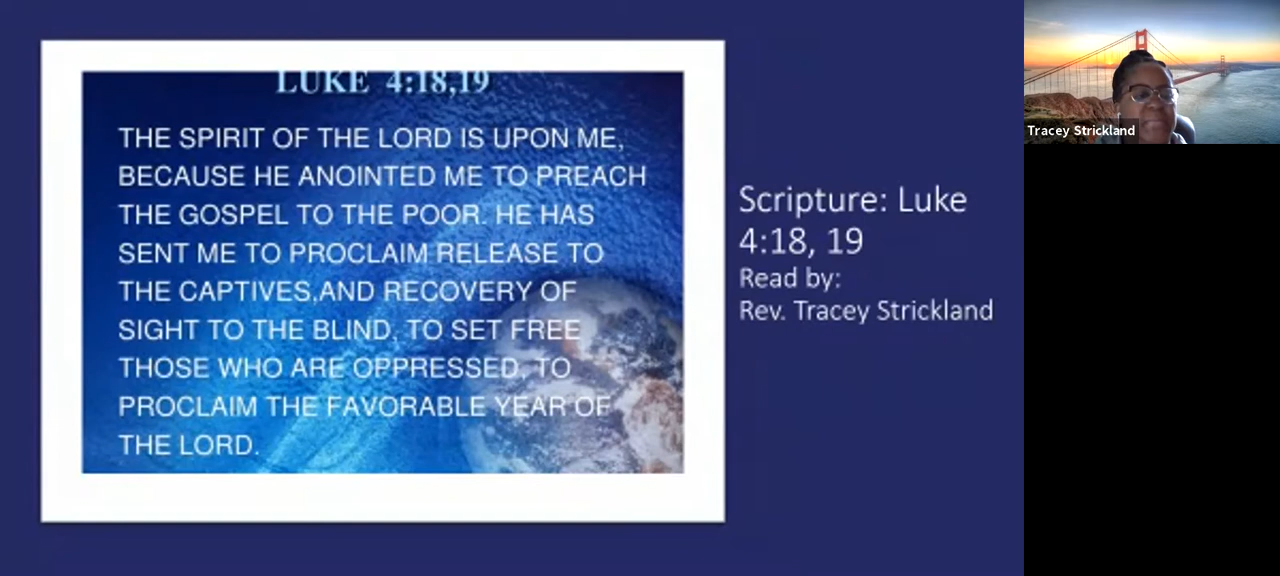 LUKE 4:18,19
THE SPIRIT OF THE LORD IS UPON ME,
BECAUSE HE ANOINTED ME TO PREACH
THE GOSPEL TO THE POOR. HE HAS
SENT ME TO PROCLAIM RELEASE TO
THE CAPTIVES,AND RECOVERY OF
SIGHT TO THE BLIND, TO SET FREE
THOSE WHO ARE OPPRESSED, TO
PROCLAIM THE FAVORABLE YEAR OF
THE LORD.
Scripture: Luke
4:18, 19
Read by:
Rev. Tracey Strickland
Tracey Strickland